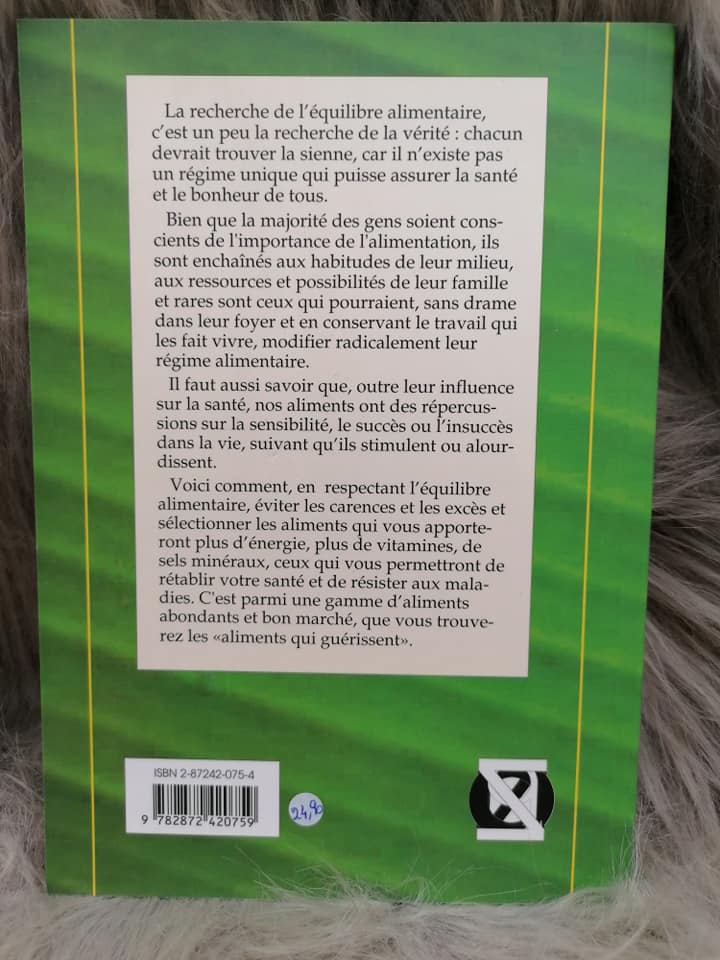 La recherche de l'équilibre alimentaire,
c'est un peu la recherche de la vérité : chacun
devrait trouver la sienne, car il n'existe pas
un régime unique qui puisse assurer la santé
et le bonheur de tous.
Bien que la majorité des gens soient cons-
cients de l'importance de l'alimentation, ils
sont enchaînés aux habitudes de leur milieu,
aux ressources et possibilités de leur famille
et rares sont ceux qui pourraient, sans drame
dans leur foyer et en conservant le travail qui
les fait vivre, modifier radicalement leur
régime alimentaire.
Il faut aussi savoir que, outre leur influence
sur la santé, nos aliments ont des répercus-
sions sur la sensibilité, le succès ou l'insuccès
dans la vie, suivant qu'ils stimulent ou alour-
dissent.
Voici comment, en respectant l'équilibre
alimentaire, éviter les carences et les excès et
sélectionner les aliments qui vous apporte-
ront plus d'énergie, plus de vitamines, de
sels minéraux, ceux qui vous permettront de
rétablir votre santé et de résister aux mala-
dies. C'est parmi une gamme d'aliments
abondants et bon marché, que vous trouve-
rez les «aliments qui guérissent».
ISBN 2-87242-075-4
9 782872 420759
24,90